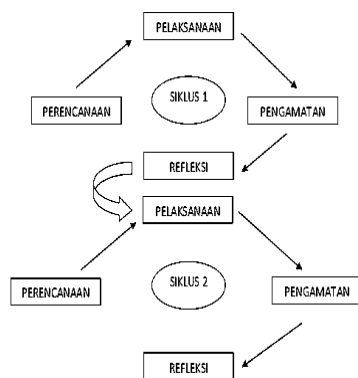 PELAKSANAAN
SIKLUS 1
PERENCANAAN
PENGAMATAN
REFLEKSI
PELAKSANAAN
SIKLUS 2
PERENCANAAN
PENGAMATAN
REFLEKSI